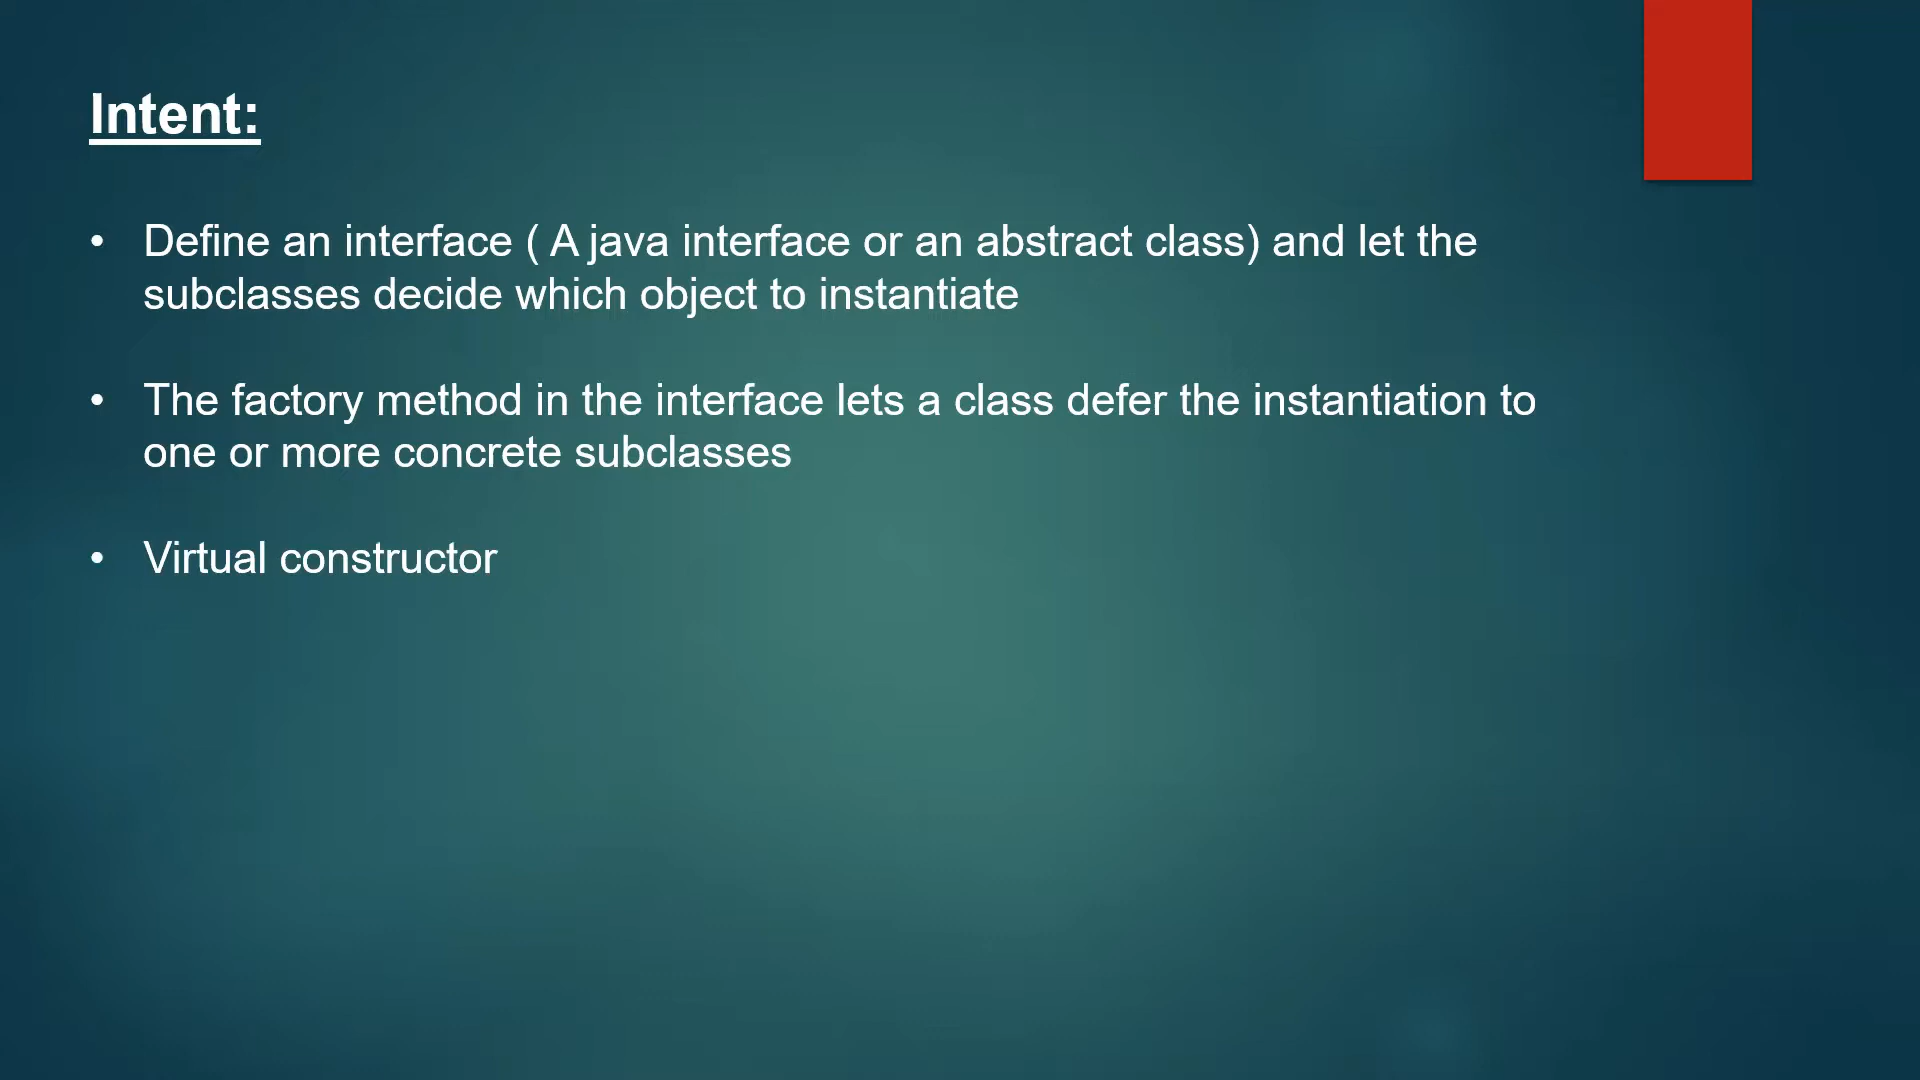 Intent:
• Define an interface ( A java interface or an abstract class) and let the
subclasses decide which object to instantiate
• The factory method in the interface lets a class defer the instantiation to
one or more concrete subclasses
• Virtual constructor